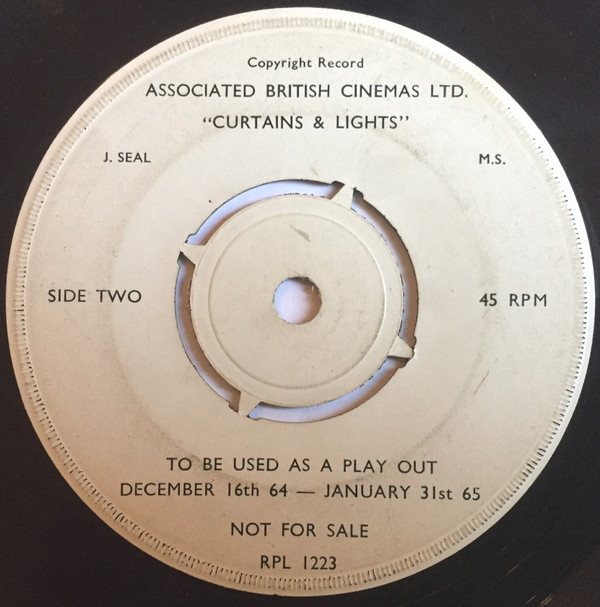 Copyright Record
ASSOCIATED BRITISH CINEMAS LTD.
“CURTAINS & LIGHTS”
J. SEAL M.S.
SIDE TWO 45 RPM
TO BE USED AS A PLAY OUT
DECEMBER 16th 64 — JANUARY 31st 65
NOT FOR SALE
RPL 1223